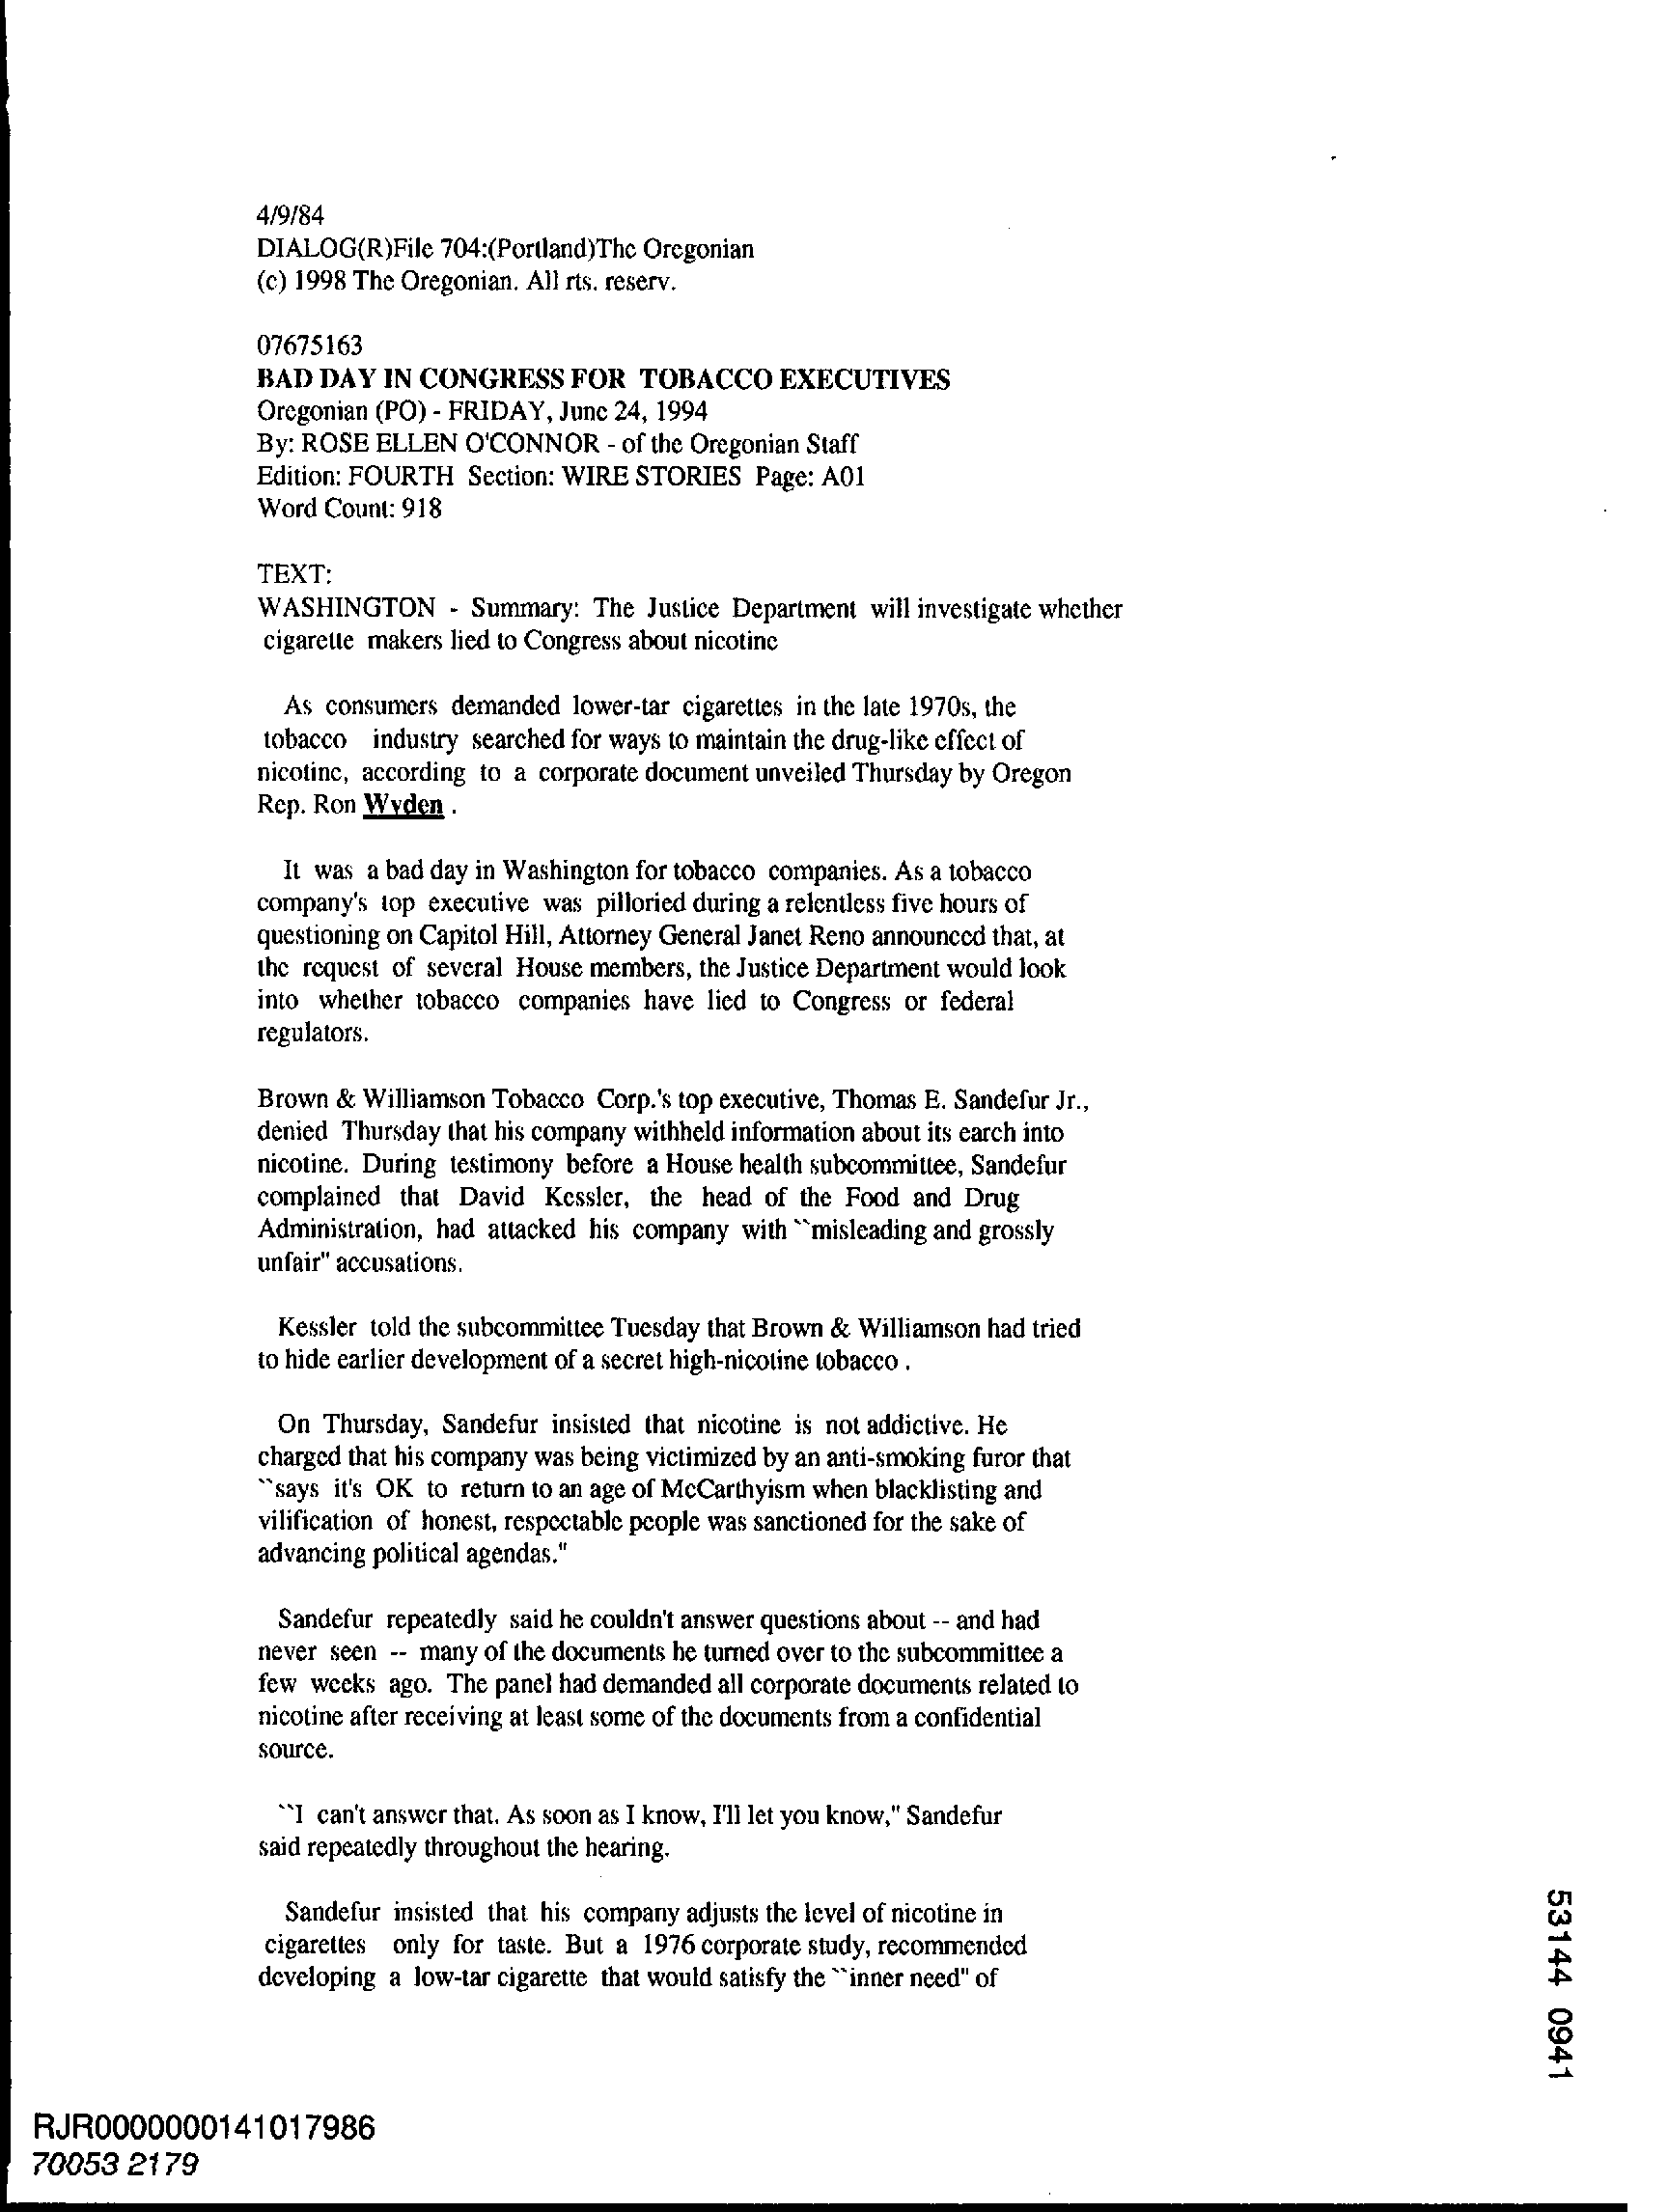 4/9/84
DIALOG(R)File 704:(Portland)The Oregonian
(c) 1998 The Oregonian. All rts. reserv.
07675163
BAD DAY IN CONGRESS FOR TOBACCO EXECUTIVES
Oregonian (PO) - FRIDAY, June 24, 1994
By: ROSE ELLEN O'CONNOR - of the Oregonian Staff
Edition: FOURTH Section: WIRE STORIES Page: A01
Word Count: 918
TEXT:
WASHINGTON - Summary: The Justice Department will investigate whether
cigarette makers lied to Congress about nicotine
As consumers demanded lower-tar cigarettes in the late 1970s, the
tobacco industry searched for ways to maintain the drug-like effect of
nicotine, according to a corporate document unveiled Thursday by Oregon
Rep. Ron Wyden .
It was a bad day in Washington for tobacco companies. As a tobacco
company's top executive was pilloried during a relentless five hours of
questioning on Capitol Hill, Attorney General Janet Reno announced that, at
the request of several House members, the Justice Department would look
into whether tobacco companies have lied to Congress or federal
regulators.
Brown & Williamson Tobacco Corp.'s top executive, Thomas E. Sandefur Jr.,
denied Thursday that his company withheld information about its earch into
nicotine. During testimony before a House health subcommittee, Sandefur
complained that David Kessler, the head of the Food and Drug
Administration, had attacked his company with ``misleading and grossly
unfair" accusations.
Kessler told the subcommittee Tuesday that Brown & Williamson had tried
to hide earlier development of a secret high-nicotine tobacco .
On Thursday, Sandefur insisted that nicotine is not addictive. He
charged that his company was being victimized by an anti-smoking furor that
``says it's OK to return to an age of McCarthyism when blacklisting and
vilification of honest, respectable people was sanctioned for the sake of
advancing political agendas."
Sandefur repeatedly said he couldn't answer questions about -- and had
never seen -- many of the documents he turned over to the subcommittee a
few weeks ago. The panel had demanded all corporate documents related to
nicotine after receiving at least some of the documents from a confidential
source.
``I can't answer that. As soon as I know, I'll let you know," Sandefur
said repeatedly throughout the hearing.
Sandefur insisted that his company adjusts the level of nicotine in
cigarettes only for taste. But a 1976 corporate study, recommended
developing a low-tar cigarette that would satisfy the ``inner need" of
53144 0941
RJR0000000141017986
70053 2179